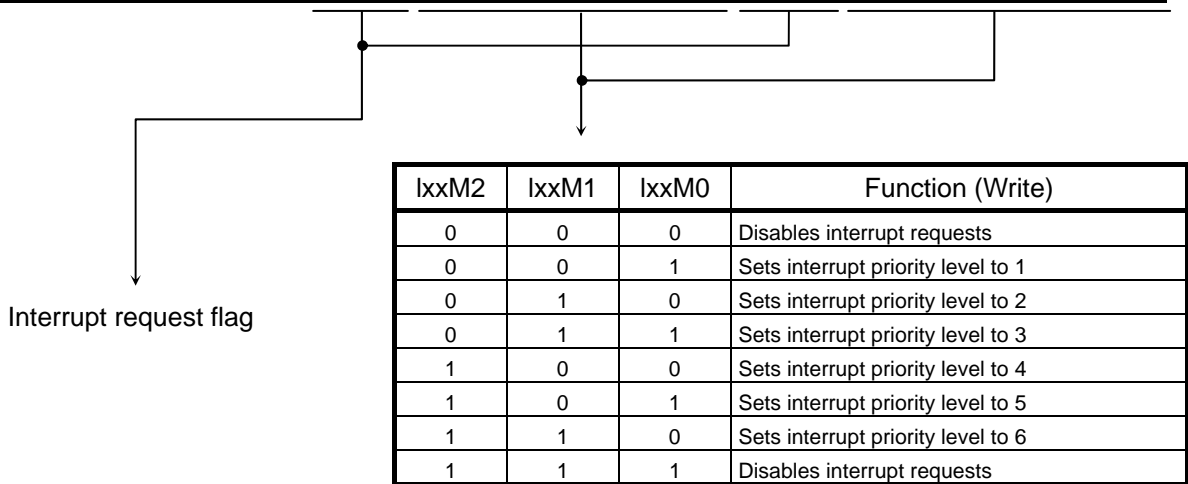 IxxM2 IxxM1 IxxM0 Function (Write)
0 0 0 Disables interrupt requests
0 0 1 Sets interrupt priority level to 1
0 1 0 Sets interrupt priority level to 2
0 1 1 Sets interrupt priority level to 3
1 0 0 Sets interrupt priority level to 4
1 0 1 Sets interrupt priority level to 5
1 1 0 Sets interrupt priority level to 6
1 1 1 Disables interrupt requests
Interrupt request flag